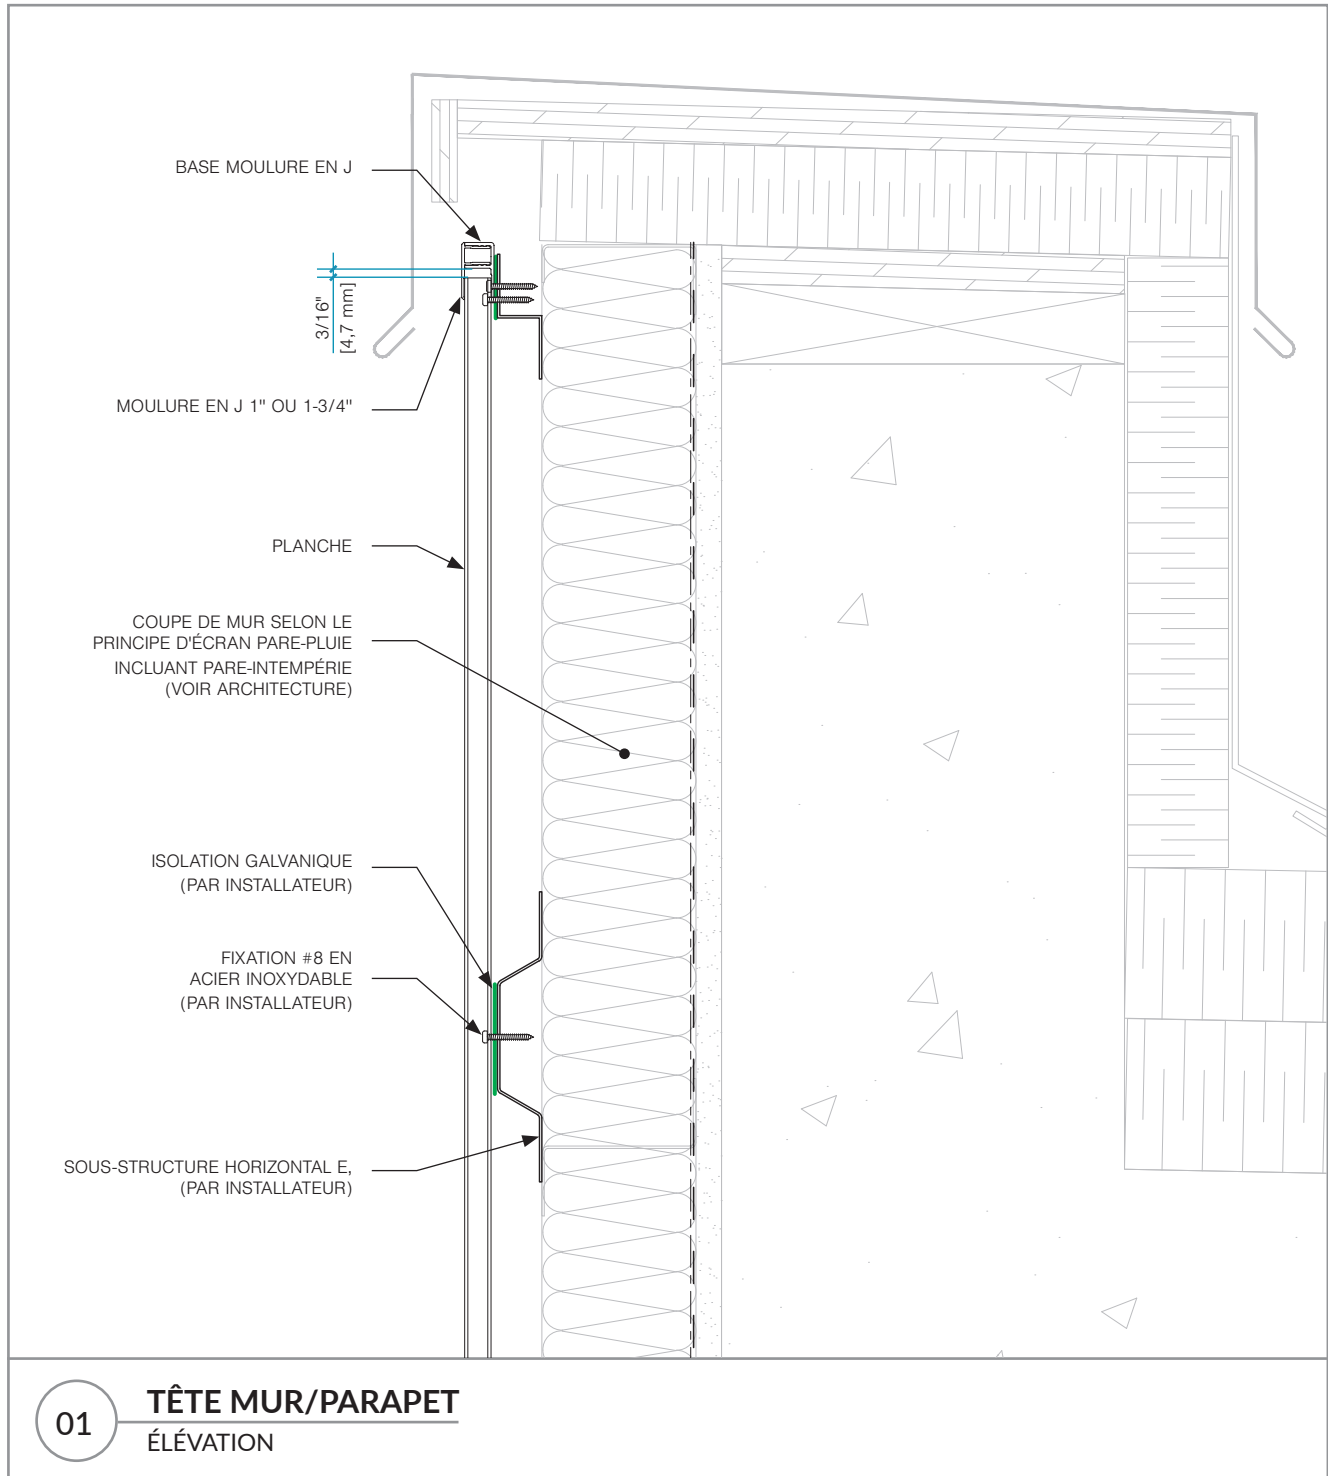 BASE MOULURE EN J
3/16"
[4,7 mm]
MOULURE EN J 1" OU 1-3/4"
PLANCHE
COUPE DE MUR SELON LE
PRINCIPE D'ÉCRAN PARE-PLUIE
INCLUANT PARE-INTEMPÉRIE
(VOIR ARCHITECTURE)
ISOLATION GALVANIQUE
(PAR INSTALLATEUR)
FIXATION #8 EN
ACIER INOXYDABLE
(PAR INSTALLATEUR)
SOUS-STRUCTURE HORIZONTAL E,
(PAR INSTALLATEUR)
01
TÊTE MUR/PARAPET
ÉLÉVATION